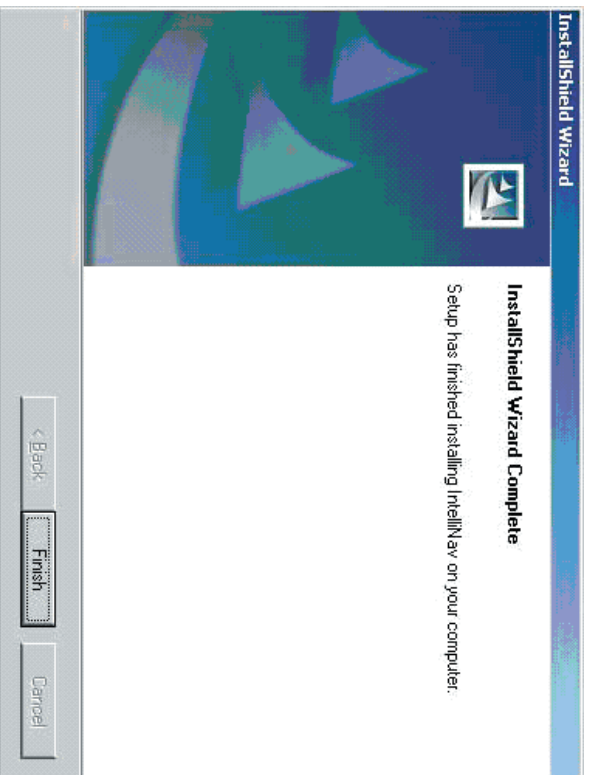 InstallShield Wizard
InstallShield Wizard Complete
Setup has finished installing IntelliNav on your computer.
< Back
Finish
Cancel